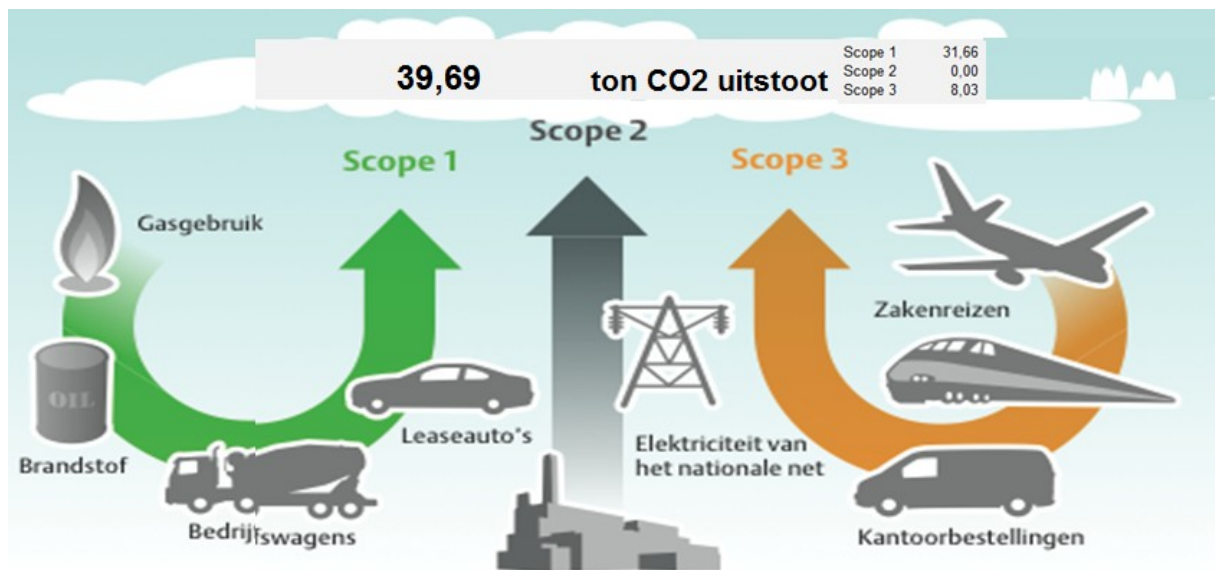 39,69 ton CO2 uitstoot
Scope 1 31,66
Scope 2 0,00
Scope 3 8,03
Scope 1
Scope 2
Scope 3
Gasgebruik
OIL
Brandstof
Bedrijfswagens
Leaseauto's
Elektriciteit van
het nationale net
Zakenreizen
Kantoorbestellingen